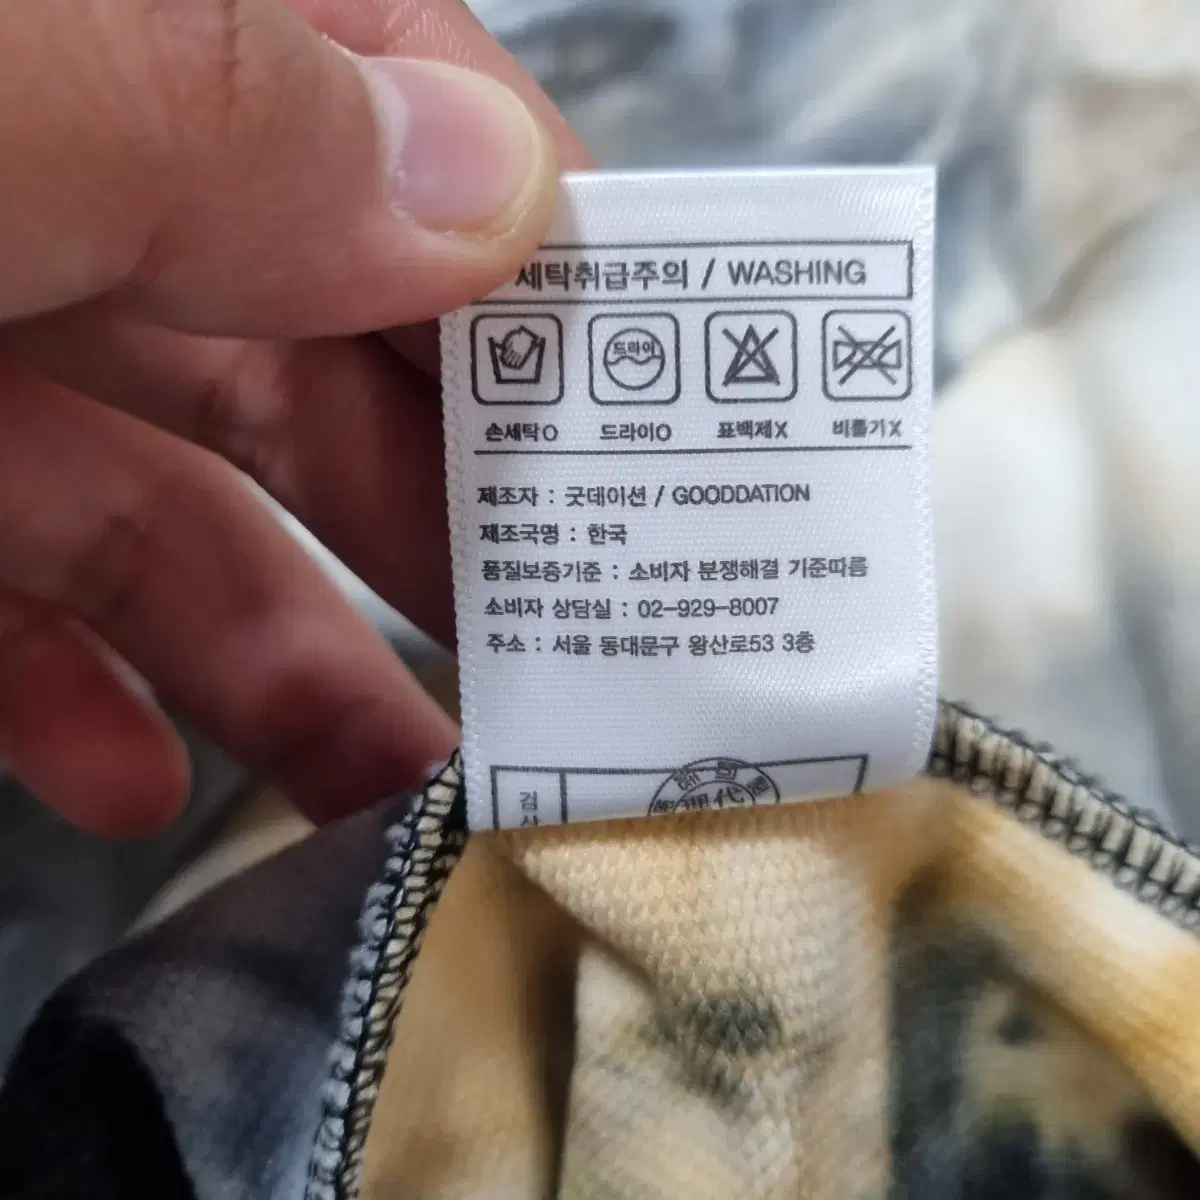 세탁취급주의 / WASHING
드라이
손세탁O 드라이O 표백제X 비틀기X
제조자 : 굿데이션 / GOODDATION
제조국명 : 한국
품질보증기준 : 소비자 분쟁해결 기준따름
소비자 상담실 : 02-929-8007
주소 : 서울 동대문구 왕산로53 3층
검
代